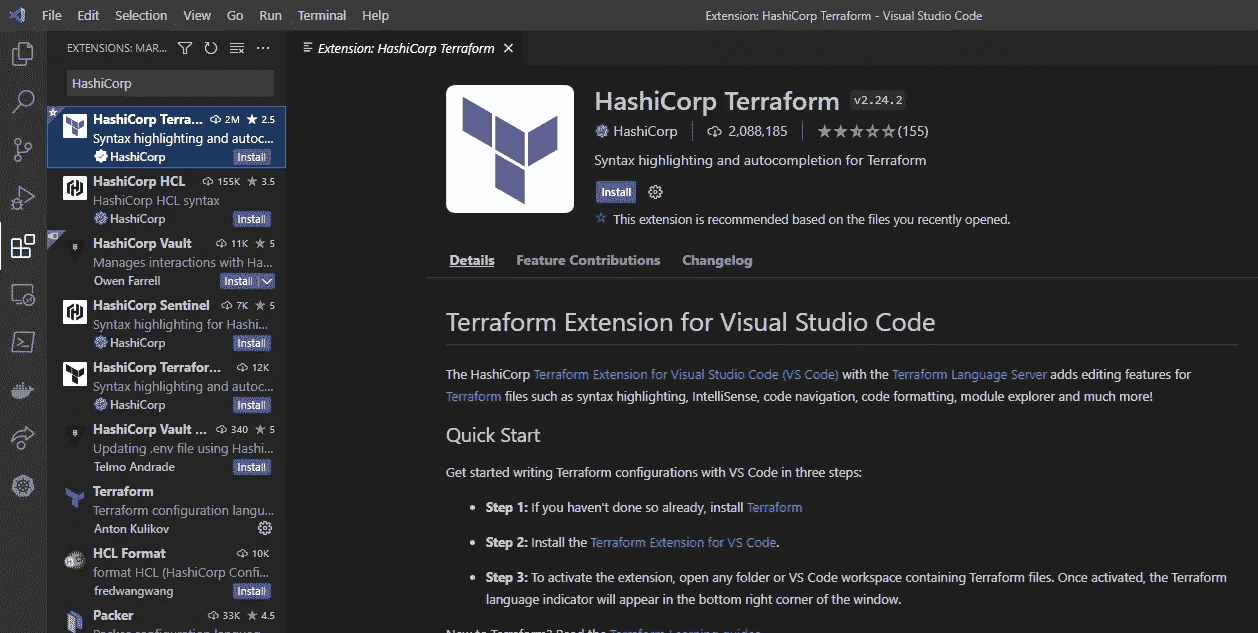 File Edit Selection View Go Run Terminal Help
Extension: HashiCorp Terraform - Visual Studio Code
EXTENSIONS: MAR...
HashiCorp
HashiCorp Terra... 2M 2.5
Syntax highlighting and autoc...
HashiCorp Install
HashiCorp HCL 155K 3.5
HashiCorp HCL syntax
HashiCorp Install
HashiCorp Vault 11K 5
Manages interactions with Ha...
Owen Farrell Install
HashiCorp Sentinel 7K 5
Syntax highlighting for Hashi...
HashiCorp Install
HashiCorp Terrafor... 12K
Syntax highlighting and autoc...
HashiCorp Install
HashiCorp Vault ... 340 5
Updating .env file using Hashi...
Telmo Andrade Install
Terraform
Terraform configuration langu...
Anton Kulikov
HCL Format 10K
format HCL (HashiCorp Confi...
fredwangwang Install
Packer 33K 4.5
Packer configuration language
Extension: HashiCorp Terraform
HashiCorp Terraform v2.24.2
HashiCorp 2,088,185 (155)
Syntax highlighting and autocompletion for Terraform
Install
This extension is recommended based on the files you recently opened.
Details Feature Contributions Changelog
Terraform Extension for Visual Studio Code
The HashiCorp Terraform Extension for Visual Studio Code (VS Code) with the Terraform Language Server adds editing features for
Terraform files such as syntax highlighting, IntelliSense, code navigation, code formatting, module explorer and much more!
Quick Start
Get started writing Terraform configurations with VS Code in three steps:
Step 1: If you haven't done so already, install Terraform
Step 2: Install the Terraform Extension for VS Code.
Step 3: To activate the extension, open any folder or VS Code workspace containing Terraform files. Once activated, the Terraform
language indicator will appear in the bottom right corner of the window.
New to Terraform? Read the Terraform Learning guides